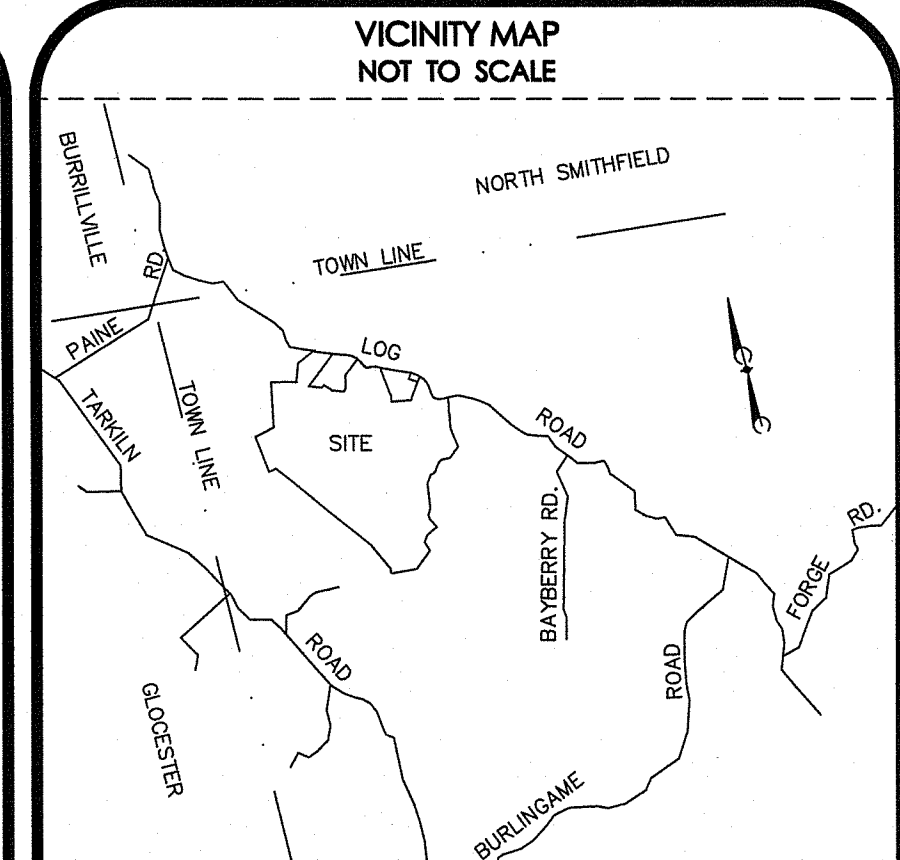 VICINITY MAP
NOT TO SCALE
BURRILLVILLE
NORTH SMITHFIELD
TOWN LINE
RD.
PAINE
LOG
TARKILN
TOWN LINE
SITE
ROAD
BAYBERRY RD.
RD.
FORGE
ROAD
ROAD
GLOCESTER
BURLINGAME